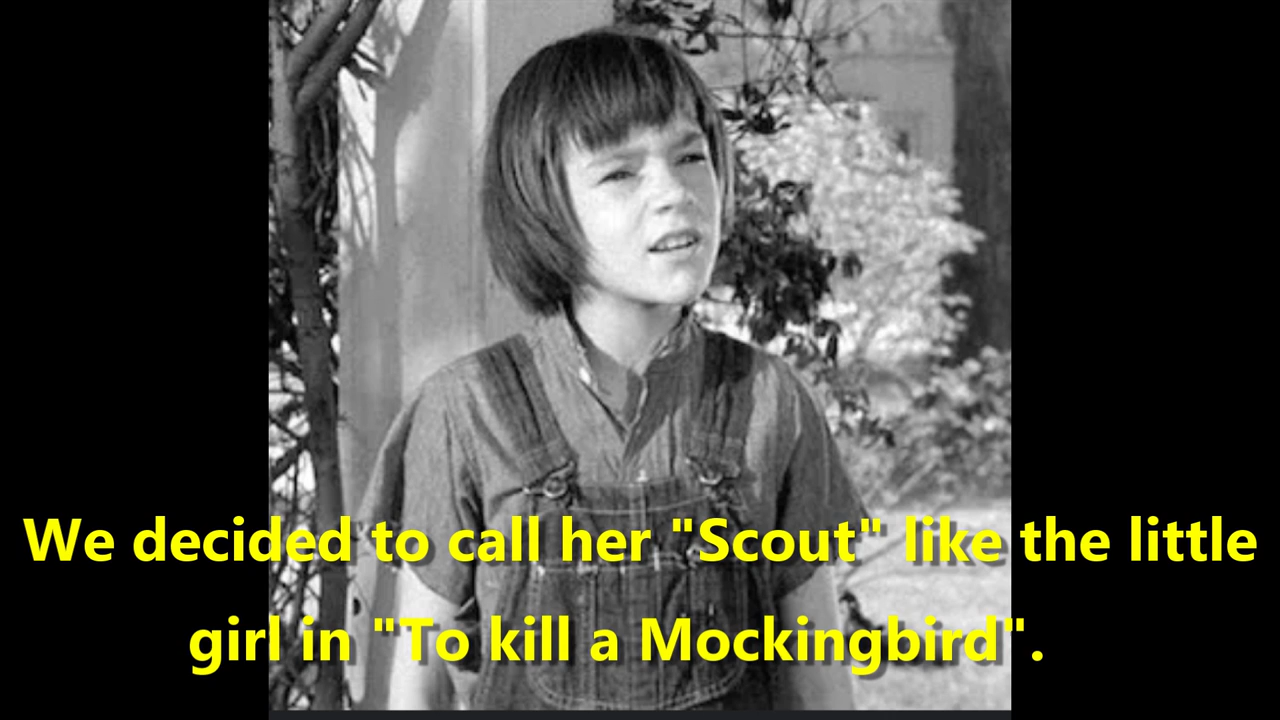 We decided to call her "Scout" like the little
girl in "To kill a Mockingbird".